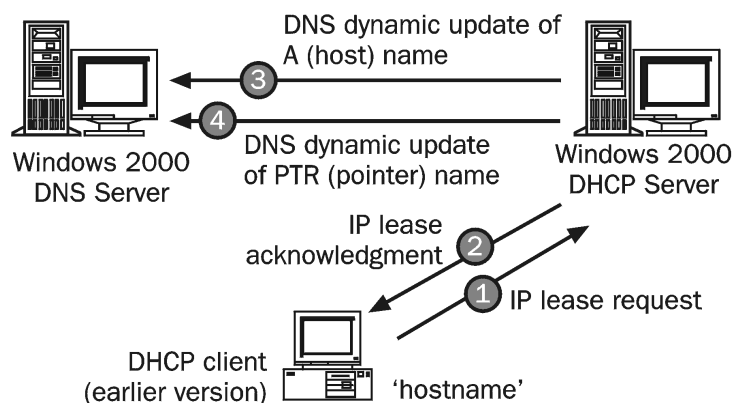 DNS dynamic update of
A (host) name
3
4
DNS dynamic update
of PTR (pointer) name
Windows 2000
DNS Server
Windows 2000
DHCP Server
IP lease
acknowledgment
2
1
IP lease request
DHCP client
(earlier version)
‘hostname’